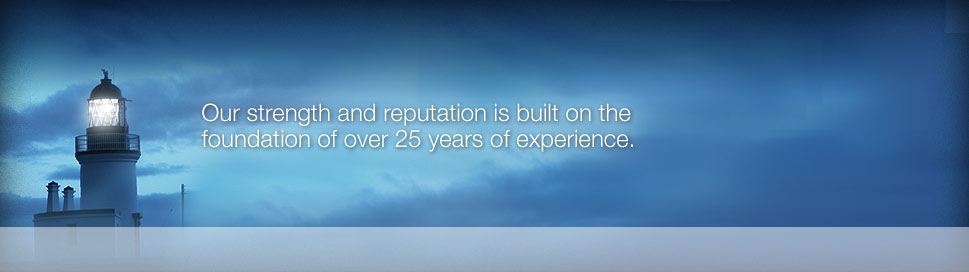 Our strength and reputation is built on the
foundation of over 25 years of experience.